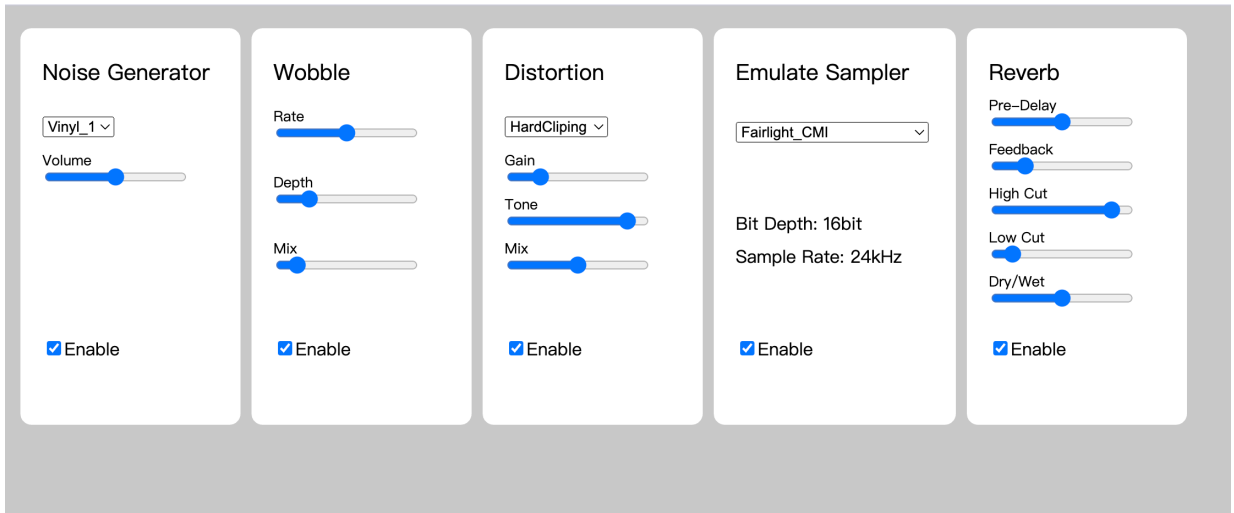 Noise Generator
Vinyl_1
Volume
Enable
Wobble
Rate
Depth
Mix
Enable
Distortion
HardCliping
Gain
Tone
Mix
Enable
Emulate Sampler
Fairlight_CMI
Bit Depth: 16bit
Sample Rate: 24kHz
Enable
Reverb
Pre-Delay
Feedback
High Cut
Low Cut
Dry/Wet
Enable